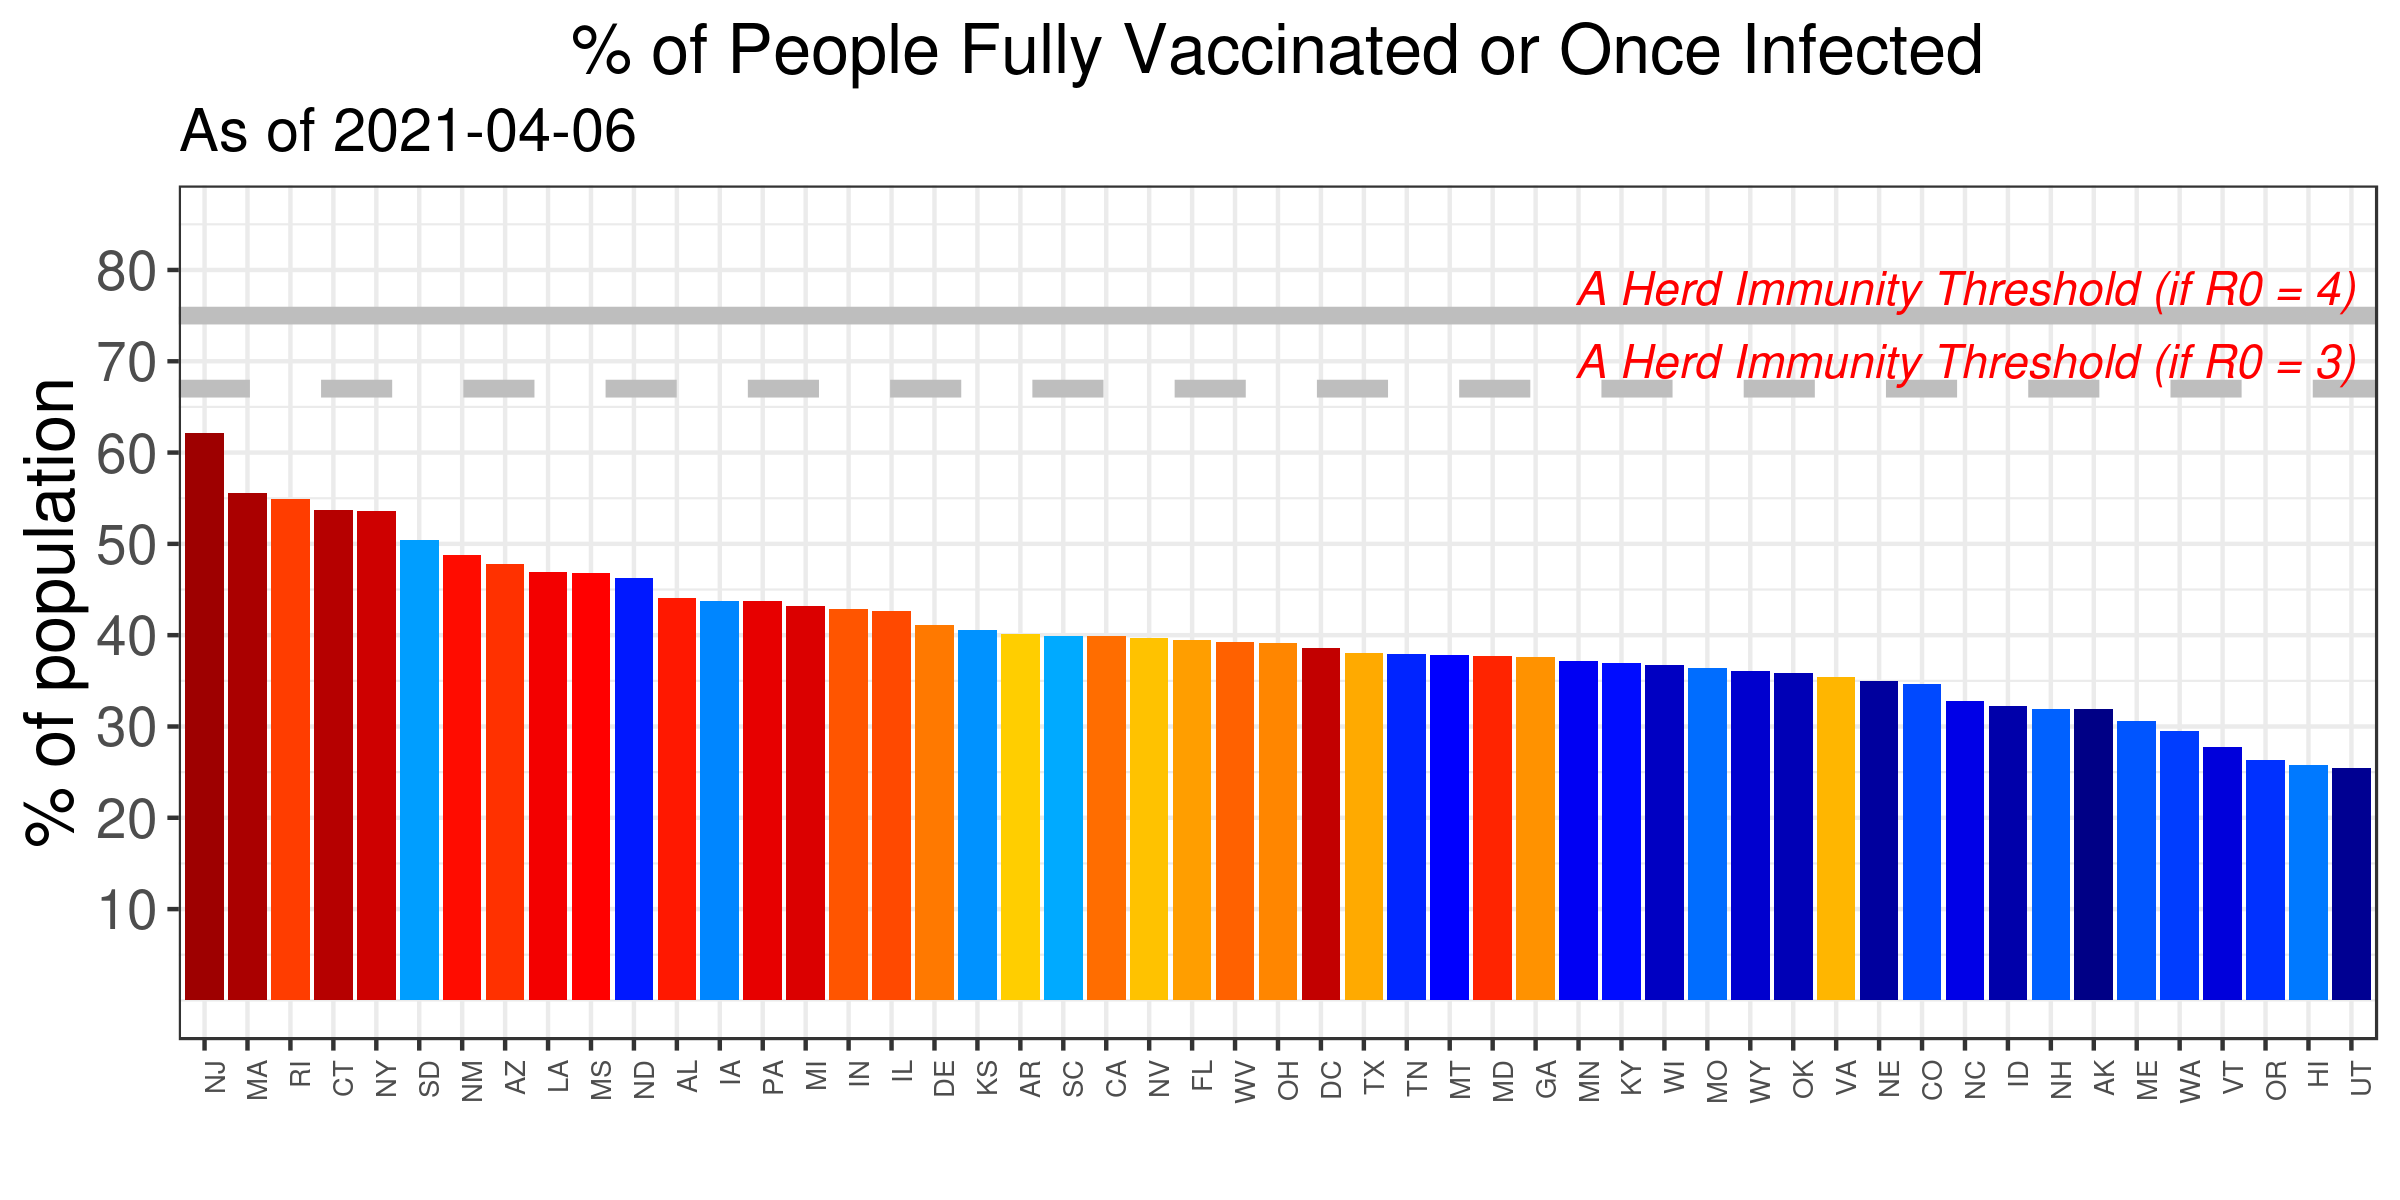 % of People Fully Vaccinated or Once Infected
As of 2021-04-06
% of population
80
70
60
50
40
30
20
10
A Herd Immunity Threshold (if R0 = 4)
A Herd Immunity Threshold (if R0 = 3)
NJ MA RI CT NY SD NM AZ LA MS ND AL IA PA MI IN IL DE KS AR SC CA NV FL WV OH DC TX TN MT MD GA MN KY WI MO WY OK VA NE CO NC ID NH AK ME WA VT OR HI UT